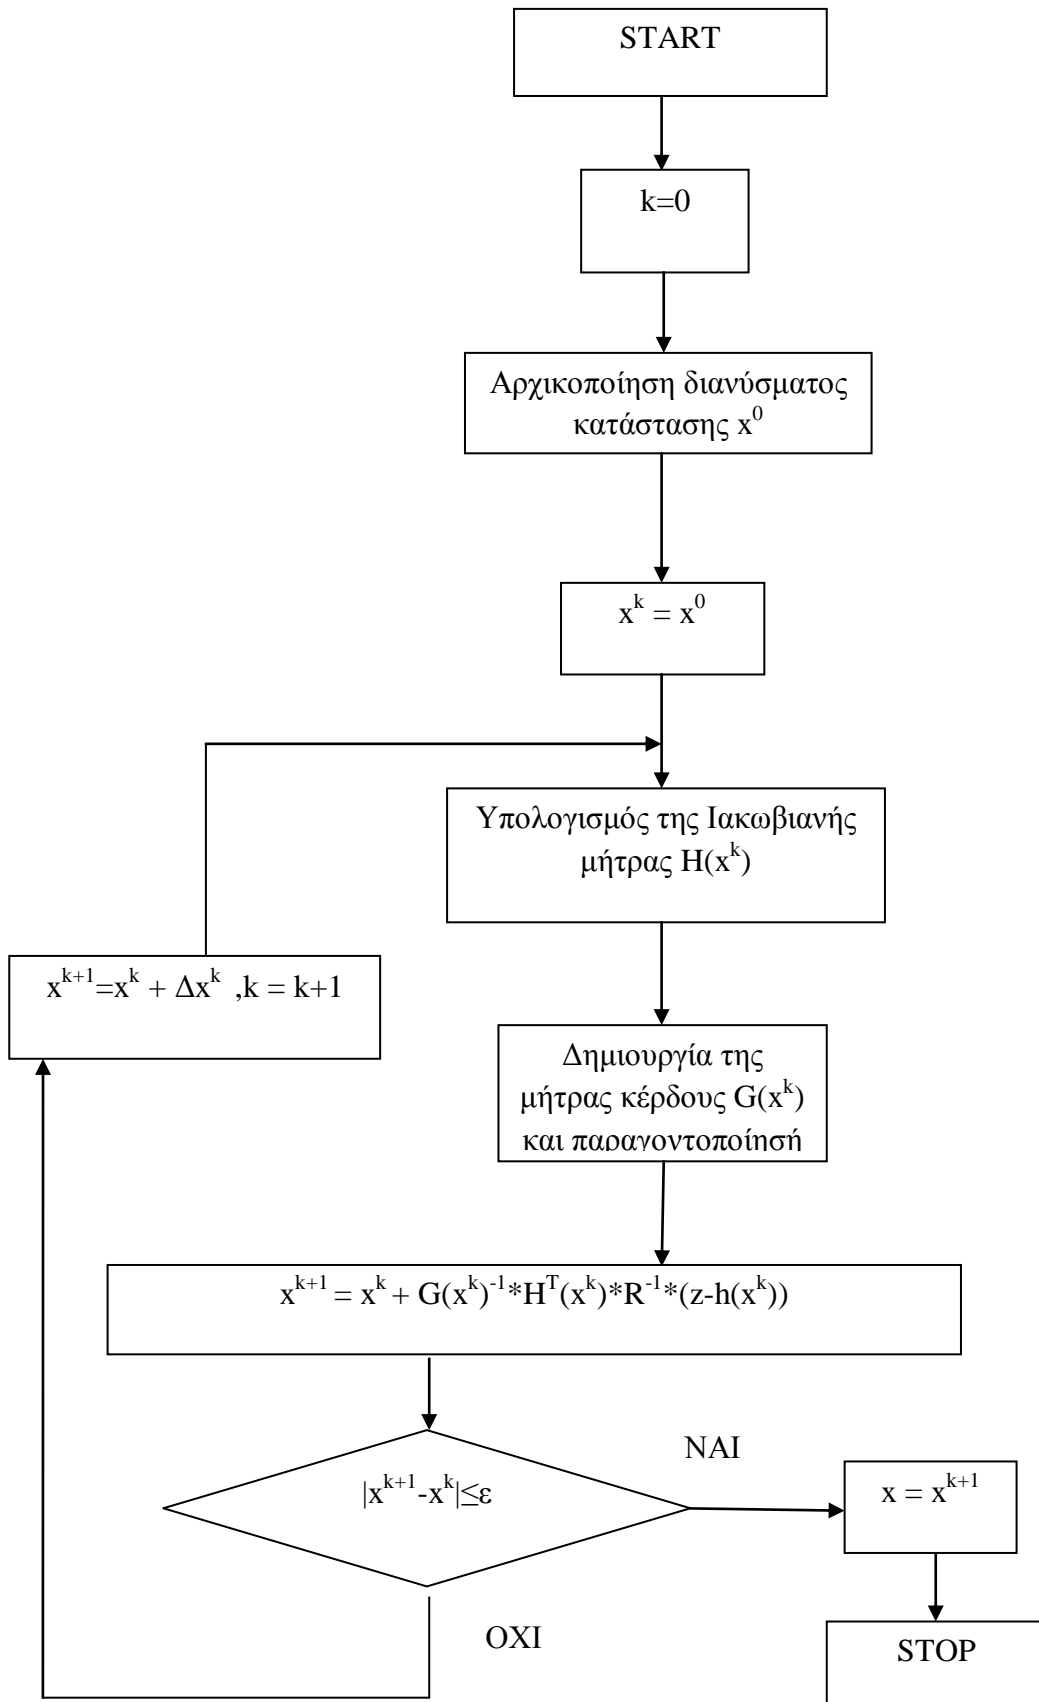 START
k=0
Αρχικοποίηση διανύσματος
κατάστασης x⁰
xᵏ = x⁰
Υπολογισμός της Ιακωβιανής
μήτρας H(xᵏ)
xᵏ⁺¹=xᵏ + Δxᵏ ,k = k+1
Δημιουργία της
μήτρας κέρδους G(xᵏ)
και παραγοντοποίησή
xᵏ⁺¹ = xᵏ + G(xᵏ)⁻¹*Hᵀ(xᵏ)*R⁻¹*(z-h(xᵏ))
|xᵏ⁺¹-xᵏ|≤ε
ΝΑΙ
x = xᵏ⁺¹
ΟΧΙ
STOP